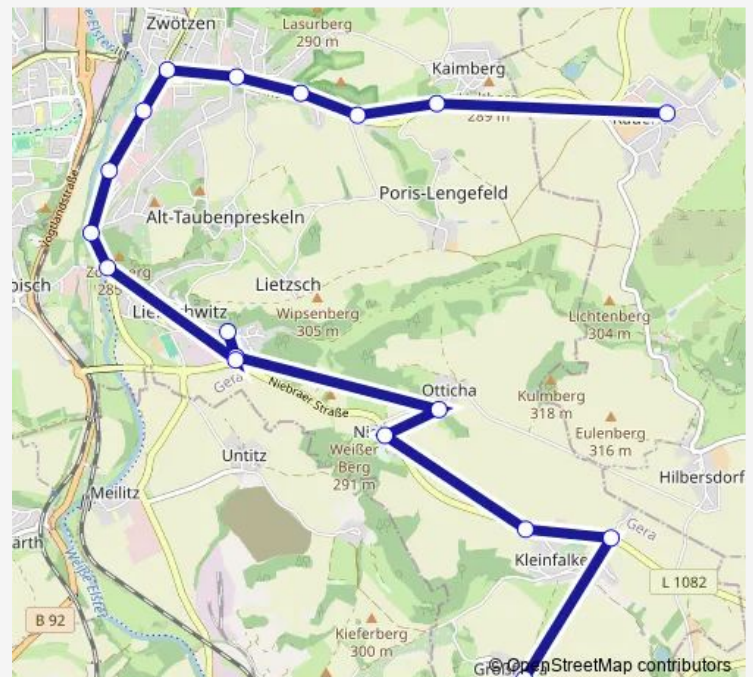 Zwötzen
Lasurberg
290 m
Kaimberg
289 m
Vogtlandstraße
Poris-Lengefeld
Alt-Taubenpreskeln
285
Lietzsch
Wipsenberg
305 m
Lichtenberg
304 m
Gera
Niebraer Straße
Otticha
Kulmberg
318 m
Eulenberg
316 m
Weißer
Berg
291 m
Untitz
Hilbersdorf
Meilitz
Weiße Elster
Gera
Kleinfalke
L 1082
B 92
Kieferberg
300 m
© OpenStreetMap contributors